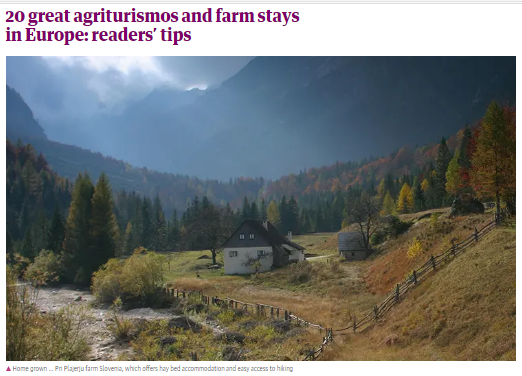 20 great agriturismos and farm stays
in Europe: readers' tips
Home grown ... Pri Plajerju farm Slovenia, which offers hay bed accommodation and easy access to hiking